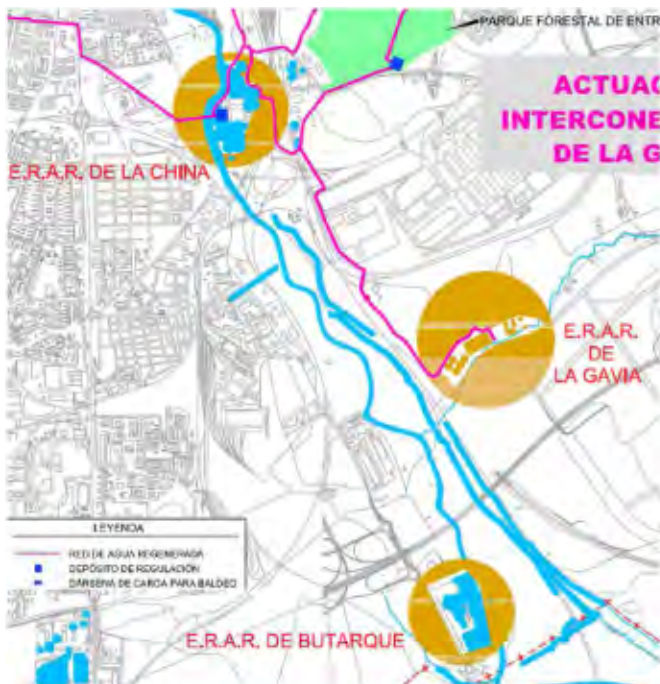 PARQUE FORESTAL DE ENTR
ACTUAC
INTERCONE
DE LA G
E.R.A.R. DE LA CHINA
E.R.A.R.
DE
LA GAVIA
LEYENDA
RED DE AGUA REGENERADA
DEPÓSITO DE REGULACIÓN
DARSENA DE CARGA PARA BALDEO
E.R.A.R. DE BUTARQUE